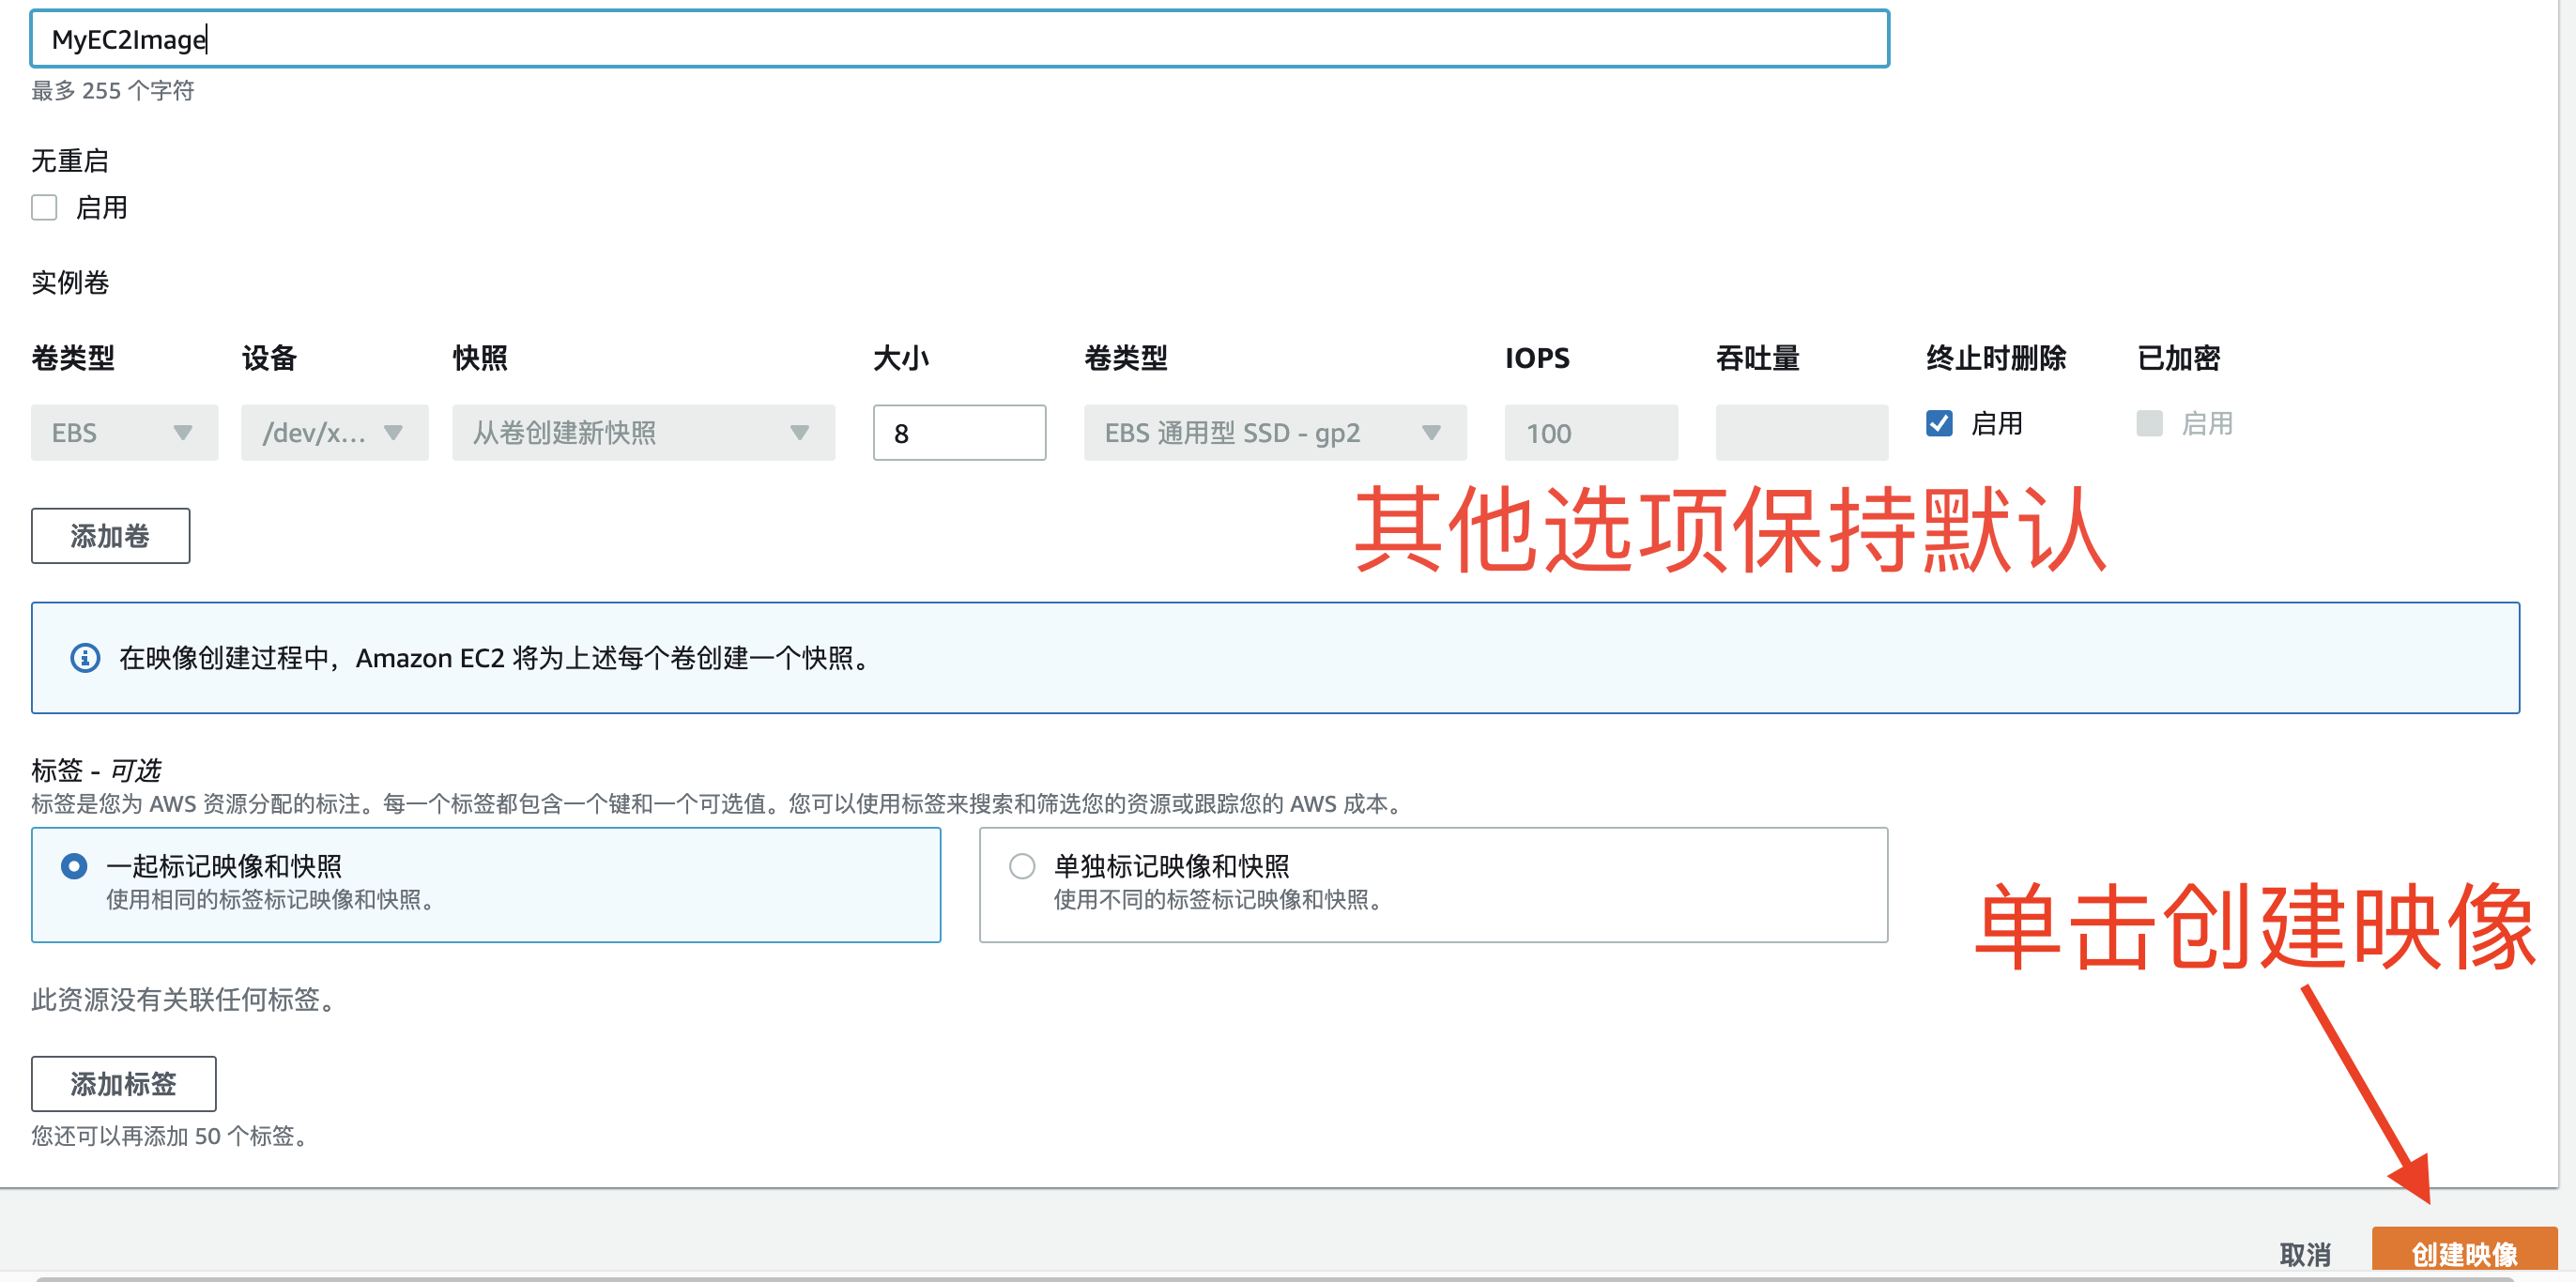 MyEC2Image
最多 255 个字符
无重启
启用
实例卷
卷类型 设备 快照 大小 卷类型 IOPS 吞吐量 终止时删除 已加密
EBS /dev/x... 从卷创建新快照 8 EBS 通用型 SSD - gp2 100 启用 启用
其他选项保持默认
添加卷
在映像创建过程中，Amazon EC2 将为上述每个卷创建一个快照。
标签 - 可选
标签是您为 AWS 资源分配的标注。每一个标签都包含一个键和一个可选值。您可以使用标签来搜索和筛选您的资源或跟踪您的 AWS 成本。
一起标记映像和快照
使用相同的标签标记映像和快照。
单独标记映像和快照
使用不同的标签标记映像和快照。
单击创建映像
此资源没有关联任何标签。
添加标签
您还可以再添加 50 个标签。
取消 创建映像